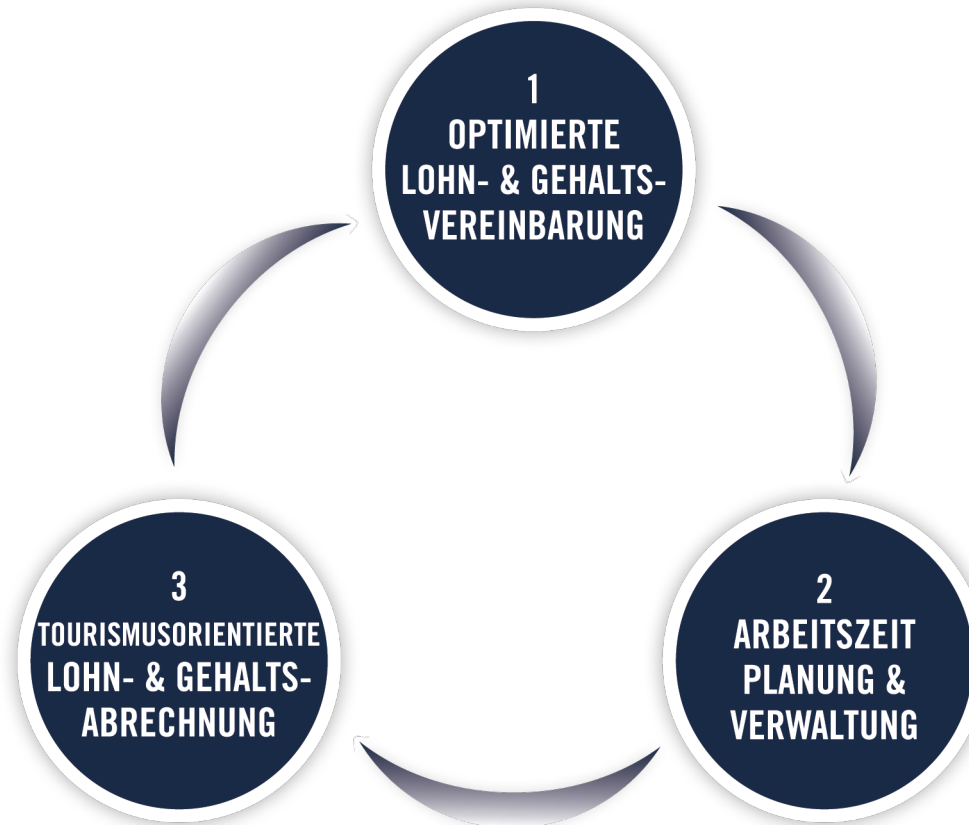 1
OPTIMIERTE
LOHN- & GEHALTS-
VEREINBARUNG
2
ARBEITSZEIT
PLANUNG &
VERWALTUNG
3
TOURISMUSORIENTIERTE
LOHN- & GEHALTS-
ABRECHNUNG